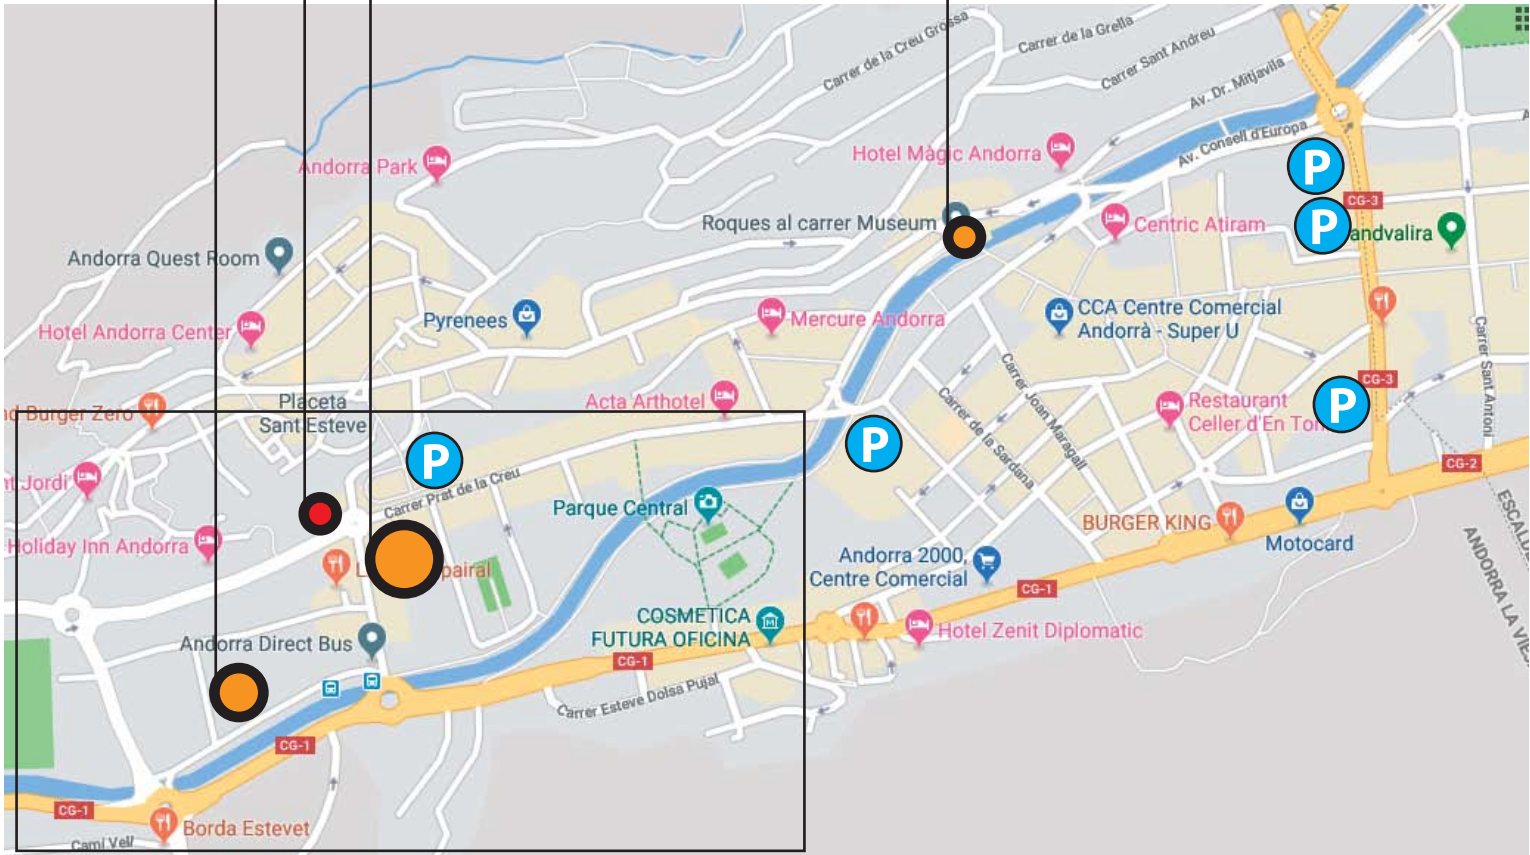 Carrer de la Creu Grossa
Carrer de la Grella
Carrer Sant Andreu
Av. Dr. Mitjavila
Av. Consell d'Europa
Andorra Park
Hotel Màgic Andorra
P
CG-3
Roques al carrer Museum
Centric Atiram
P
andvalira
Andorra Quest Room
Pyrenees
Mercure Andorra
CCA Centre Comercial
Andorrà - Super U
Hotel Andorra Center
Carrer Sant Antoni
CG-3
Carrer Joan Maragall
Carrer de la Sardana
Burger Zero
Placeta
Sant Esteve
Acta Arthotel
Restaurant
Celler d'En
P
P
P
CG-2
Jordi
Carrer Prat de la Creu
Parque Central
BURGER KING
Motocard
Holiday Inn Andorra
pairal
Andorra 2000,
Centre Comercial
CG-1
ANDORRA LA
COSMETICA
FUTURA OFICINA
Hotel Zenit Diplomatic
Andorra Direct Bus
CG-1
Carrer Esteve Dolsa Pujal
CG-1
CG-1
Borda Estevet
Camí Vell